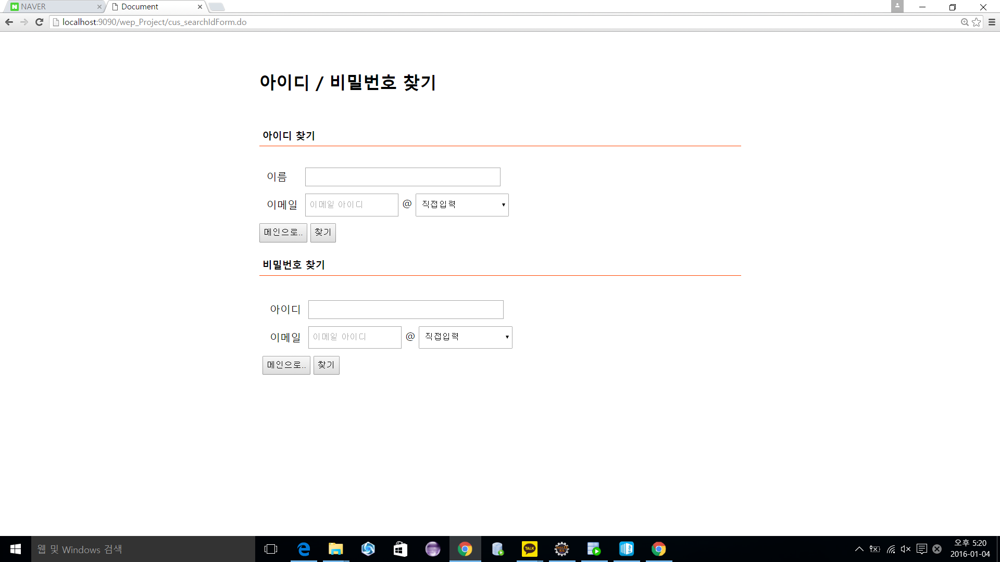 NAVER
Document
localhost:9090/wep_Project/cus_searchIdForm.do
아이디 / 비밀번호 찾기
아이디 찾기
이름
이메일 이메일 아이디 @ 직접입력
메인으로.. 찾기
비밀번호 찾기
아이디
이메일 이메일 아이디 @ 직접입력
메인으로.. 찾기
웹 및 Windows 검색
TALK
오후 5:20
2016-01-04